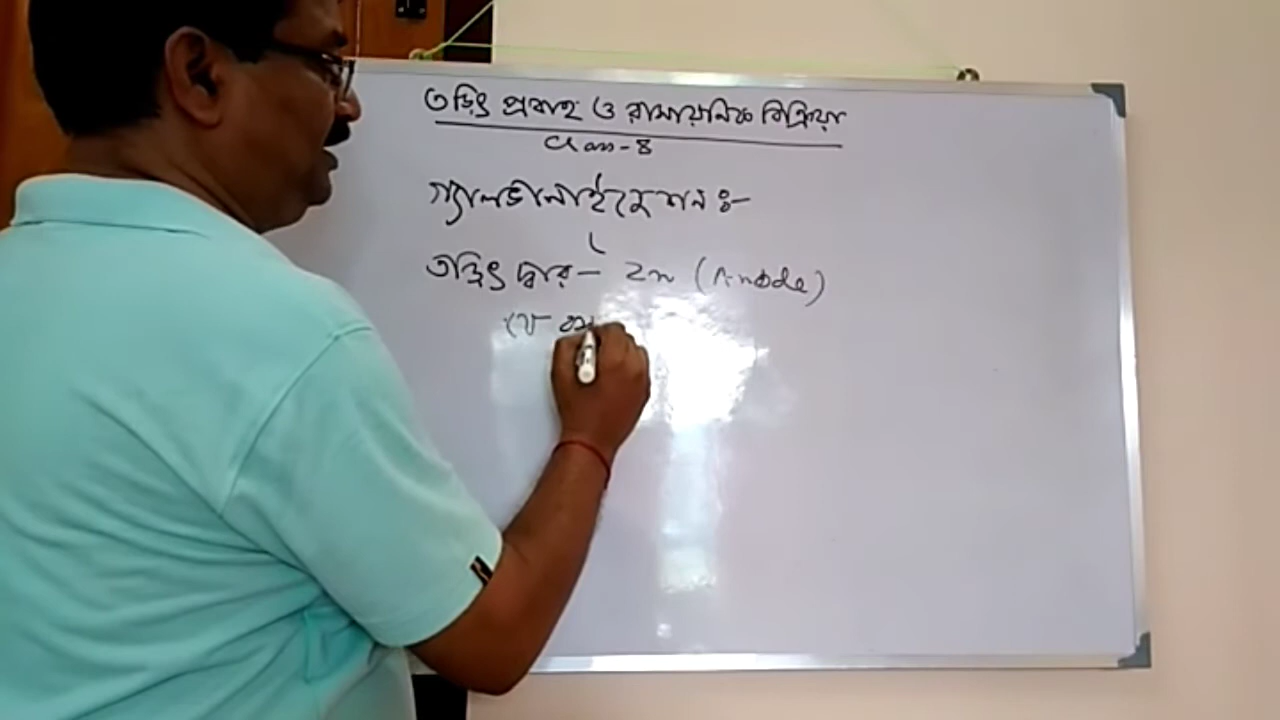 তড়িৎ প্রবাহ ও রাসায়নিক বিক্রিয়া
Class-8
গ্যালভানাইজেশন ঃ-
তড়িৎ দ্বার- Zn (Anode)
যে